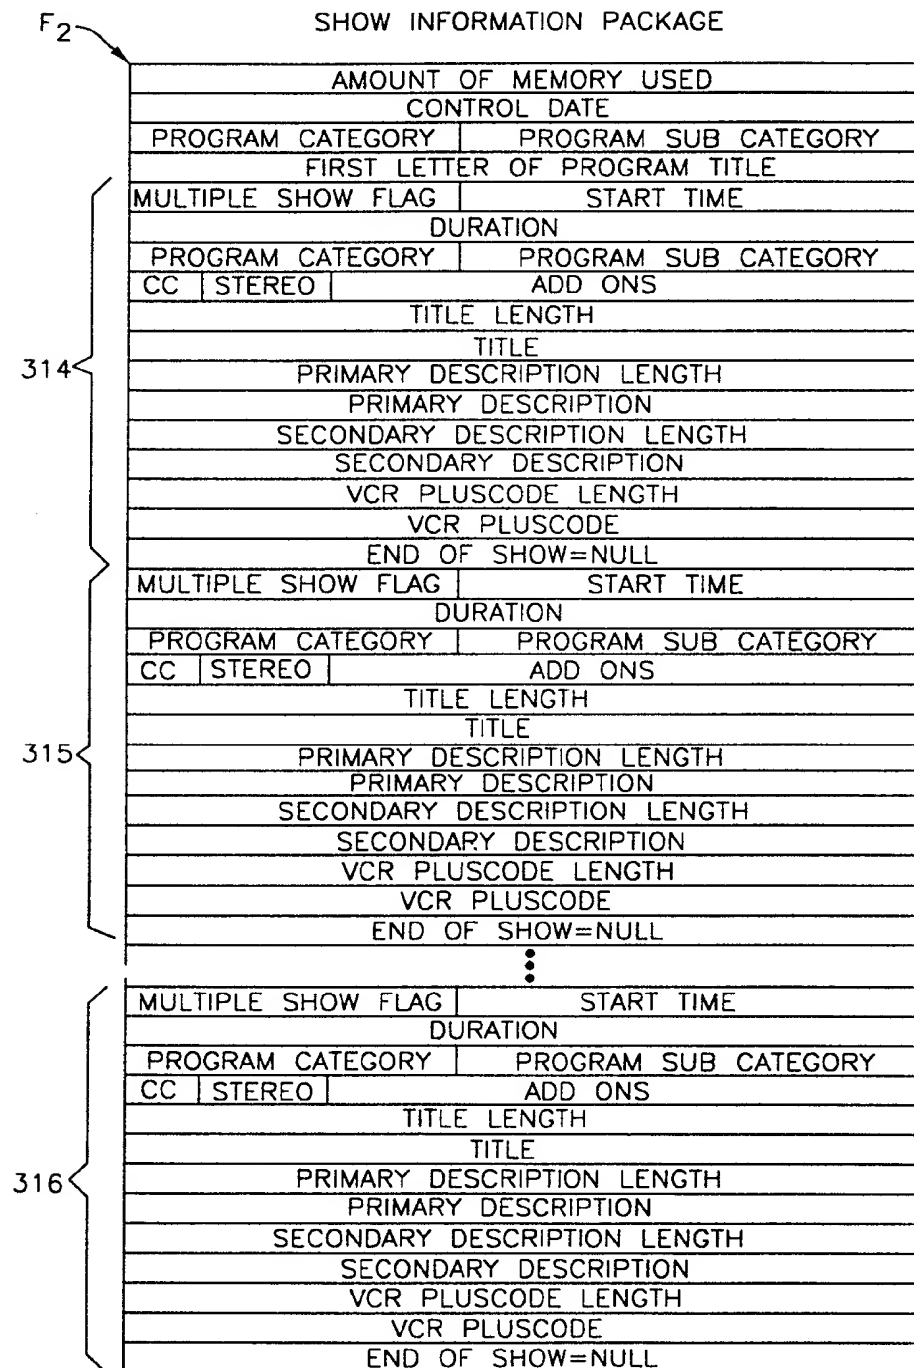 SHOW INFORMATION PACKAGE
F2
AMOUNT OF MEMORY USED
CONTROL DATE
PROGRAM CATEGORY PROGRAM SUB CATEGORY
FIRST LETTER OF PROGRAM TITLE
MULTIPLE SHOW FLAG START TIME
DURATION
PROGRAM CATEGORY PROGRAM SUB CATEGORY
CC STEREO ADD ONS
TITLE LENGTH
TITLE
314
PRIMARY DESCRIPTION LENGTH
PRIMARY DESCRIPTION
SECONDARY DESCRIPTION LENGTH
SECONDARY DESCRIPTION
VCR PLUSCODE LENGTH
VCR PLUSCODE
END OF SHOW=NULL
MULTIPLE SHOW FLAG START TIME
DURATION
PROGRAM CATEGORY PROGRAM SUB CATEGORY
CC STEREO ADD ONS
TITLE LENGTH
TITLE
315
PRIMARY DESCRIPTION LENGTH
PRIMARY DESCRIPTION
SECONDARY DESCRIPTION LENGTH
SECONDARY DESCRIPTION
VCR PLUSCODE LENGTH
VCR PLUSCODE
END OF SHOW=NULL
MULTIPLE SHOW FLAG START TIME
DURATION
PROGRAM CATEGORY PROGRAM SUB CATEGORY
CC STEREO ADD ONS
TITLE LENGTH
TITLE
316
PRIMARY DESCRIPTION LENGTH
PRIMARY DESCRIPTION
SECONDARY DESCRIPTION LENGTH
SECONDARY DESCRIPTION
VCR PLUSCODE LENGTH
VCR PLUSCODE
END OF SHOW=NULL